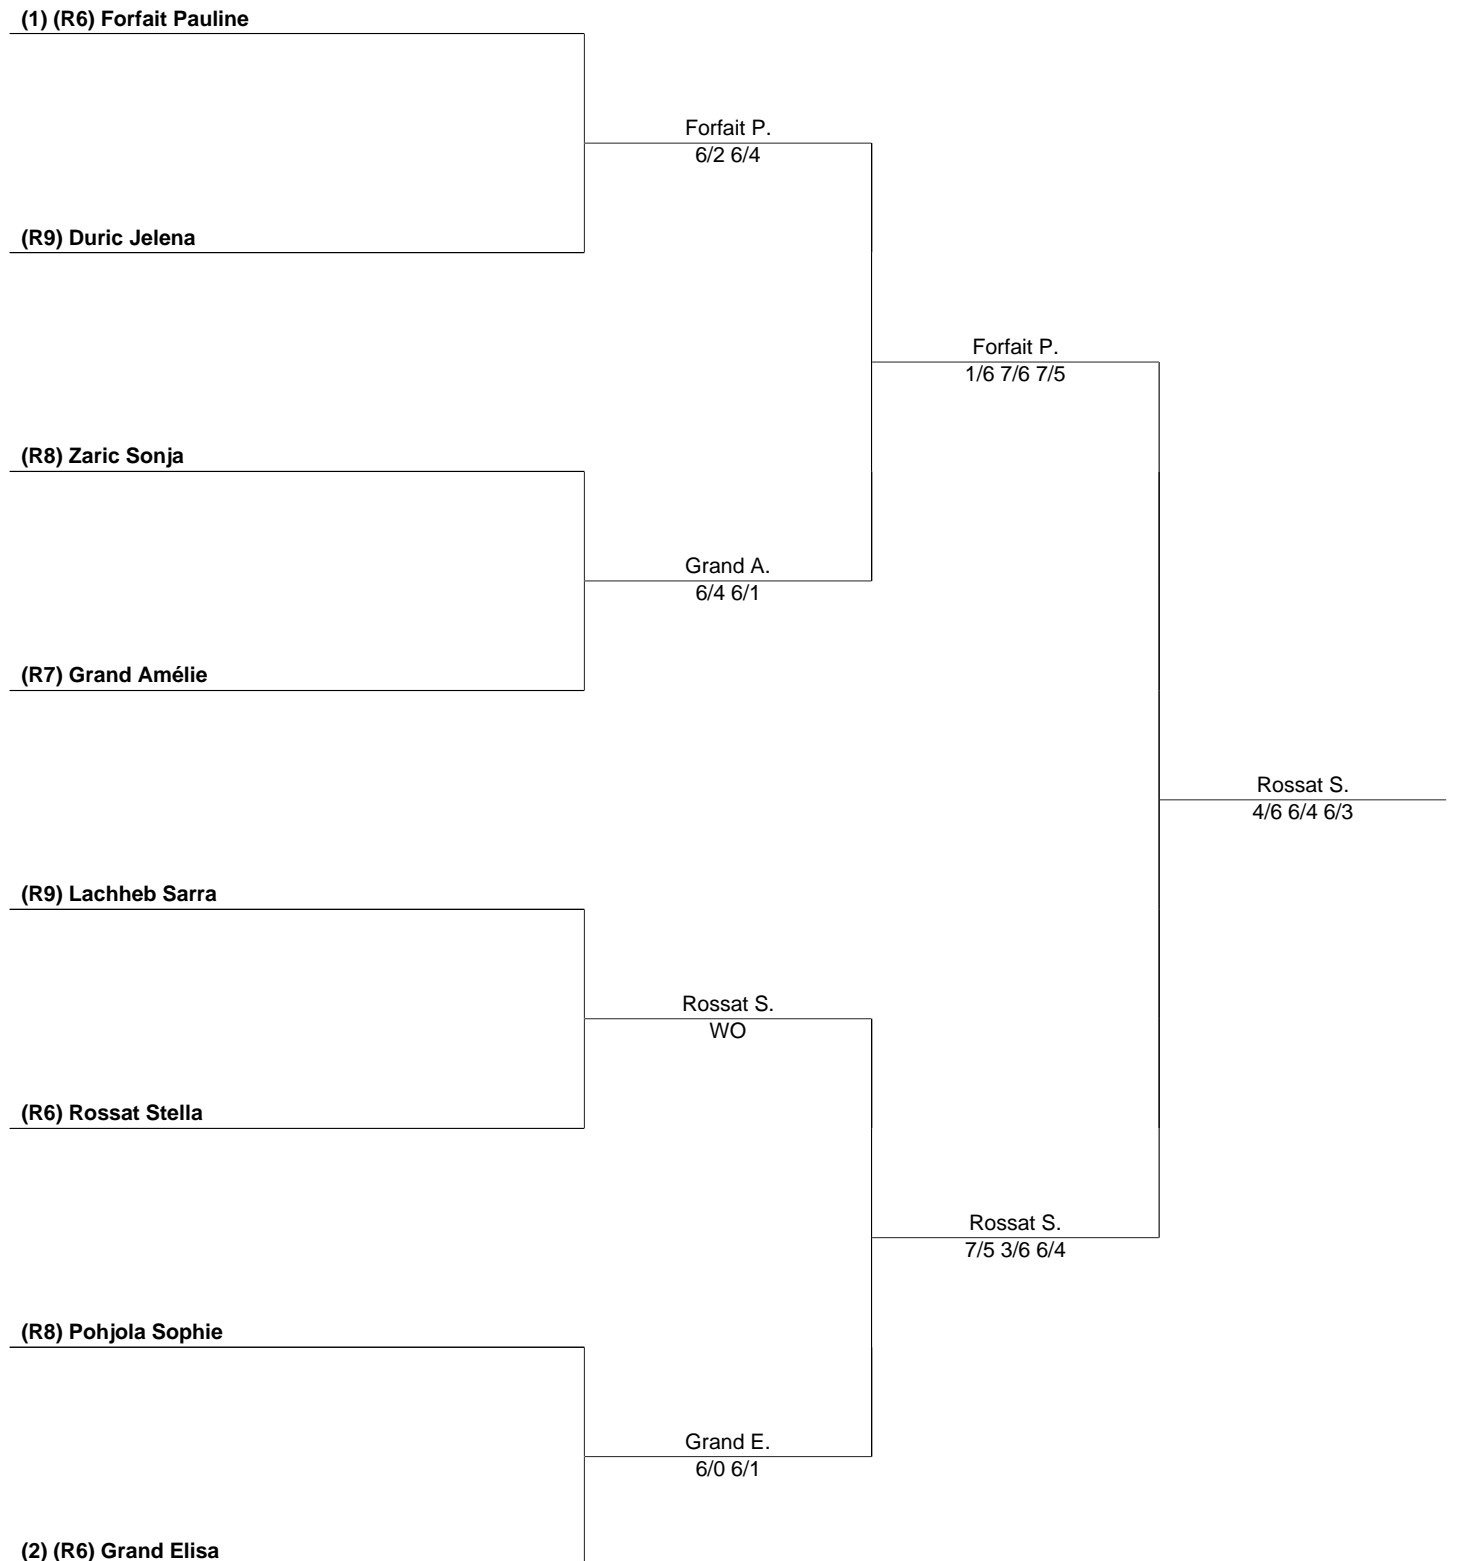 (1) (R6) Forfait Pauline
Forfait P.
6/2 6/4
(R9) Duric Jelena
Forfait P.
1/6 7/6 7/5
(R8) Zaric Sonja
Grand A.
6/4 6/1
(R7) Grand Amélie
Rossat S.
4/6 6/4 6/3
(R9) Lachheb Sarra
Rossat S.
WO
(R6) Rossat Stella
Rossat S.
7/5 3/6 6/4
(R8) Pohjola Sophie
Grand E.
6/0 6/1
(2) (R6) Grand Elisa